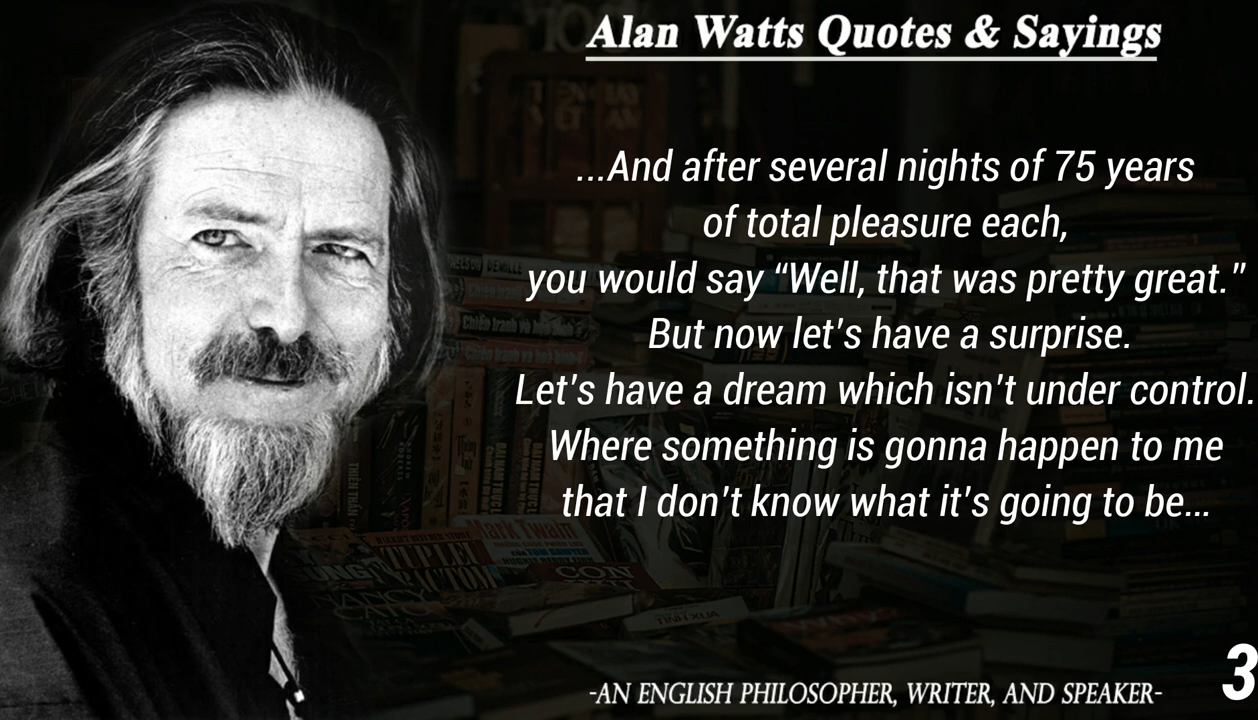 Alan Watts Quotes & Sayings
...And after several nights of 75 years
of total pleasure each,
you would say “Well, that was pretty great.”
But now let’s have a surprise.
Let’s have a dream which isn’t under control.
Where something is gonna happen to me
that I don’t know what it’s going to be...
Mark Twain
-AN ENGLISH PHILOSOPHER, WRITER, AND SPEAKER-
3